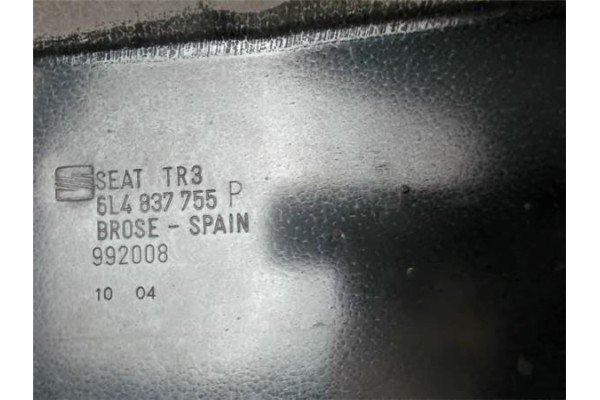 SEAT TR3
6L4 837 755 P
BROSE - SPAIN
992008
10 04